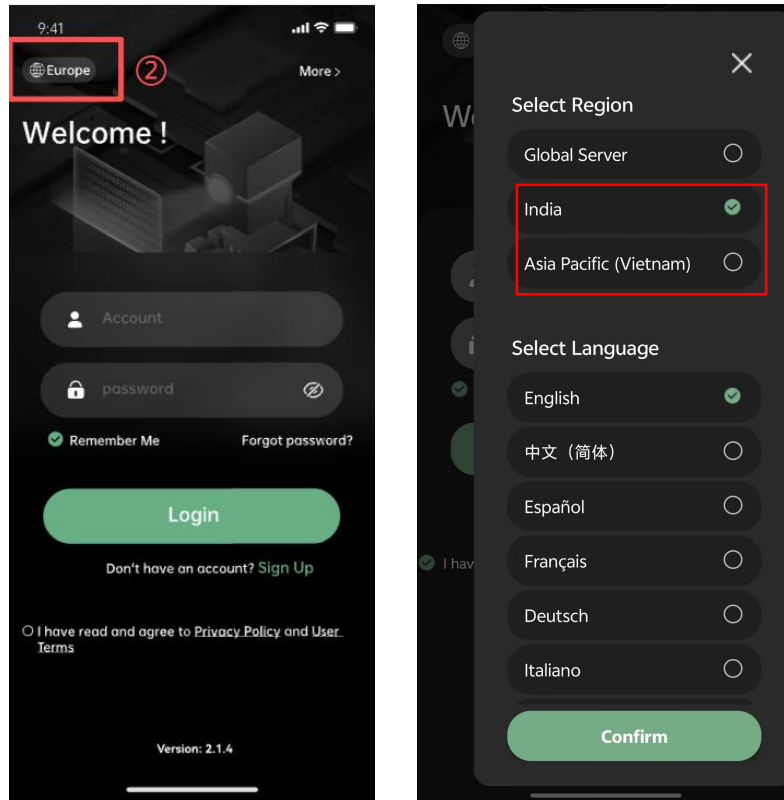 9:41
Europe
②
More >
Welcome !
Account
password
Remember Me
Forgot password?
Login
Don't have an account? Sign Up
I have read and agree to Privacy Policy and User
Terms
Version: 2.1.4
We
I hav
Select Region
Global Server
India
Asia Pacific (Vietnam)
Select Language
English
中文（简体）
Español
Français
Deutsch
Italiano
Confirm